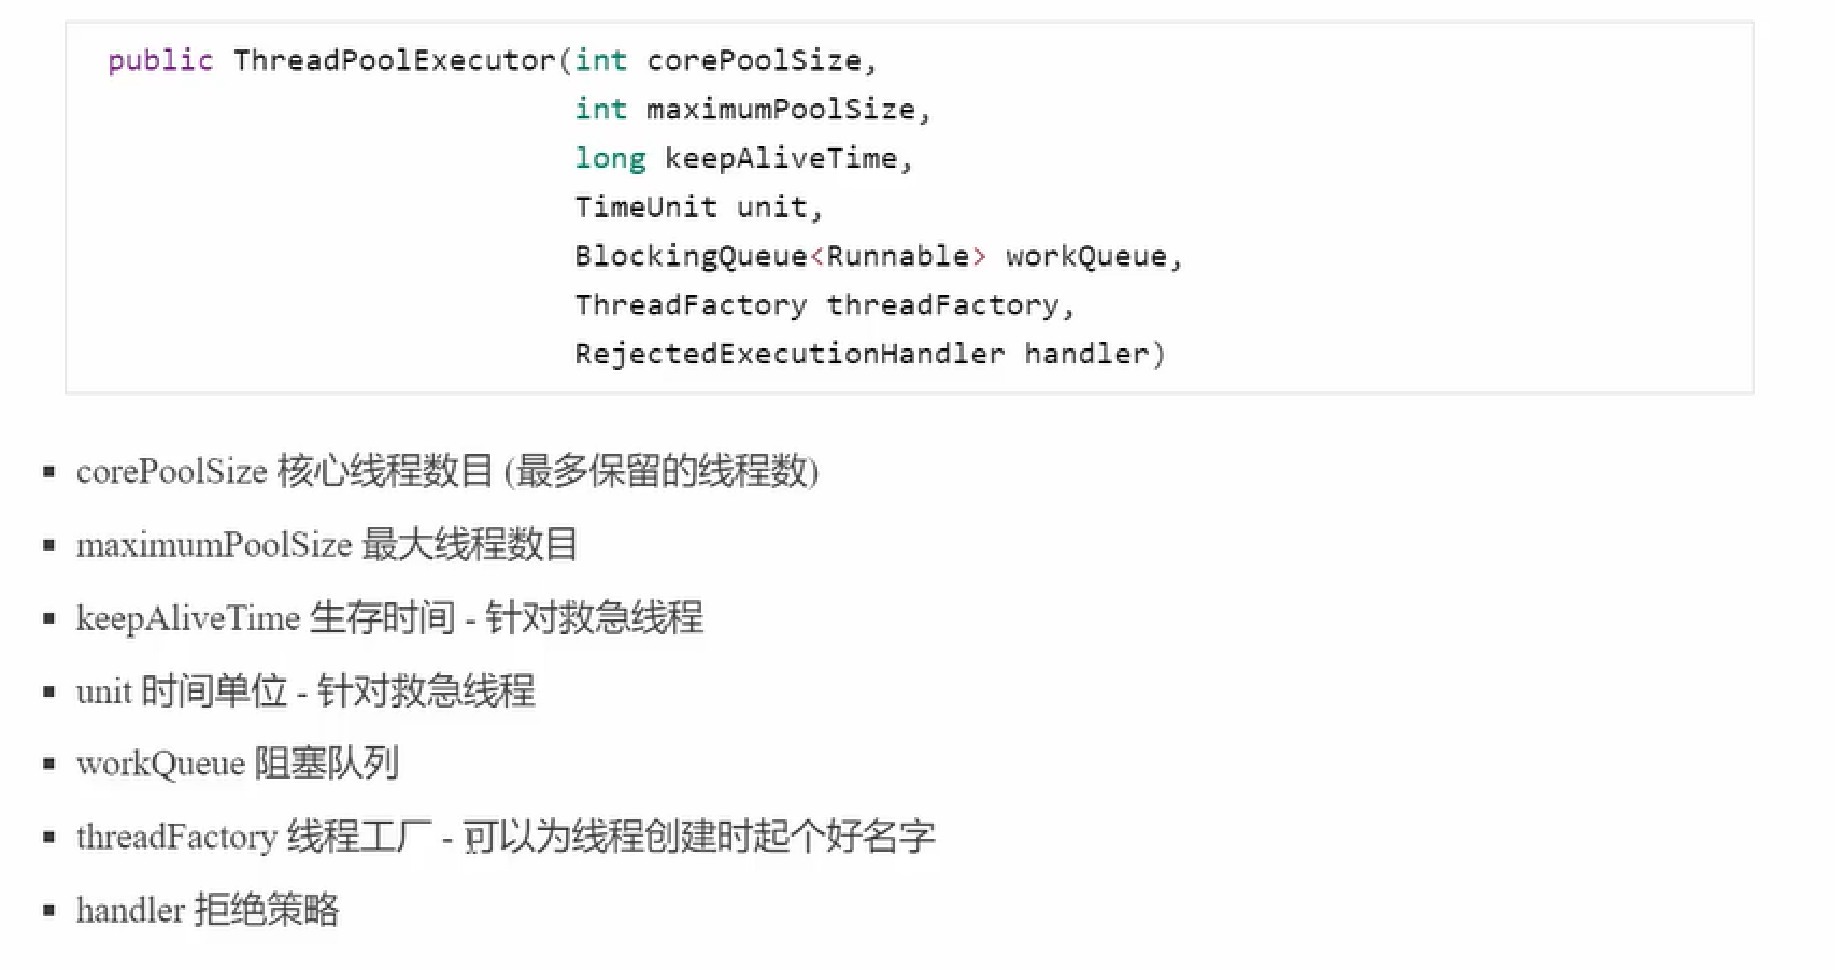 public ThreadPoolExecutor(int corePoolSize,
int maximumPoolSize,
long keepAliveTime,
TimeUnit unit,
BlockingQueue<Runnable> workQueue,
ThreadFactory threadFactory,
RejectedExecutionHandler handler)
▪ corePoolSize 核心线程数目 (最多保留的线程数)
▪ maximumPoolSize 最大线程数目
▪ keepAliveTime 生存时间 - 针对救急线程
▪ unit 时间单位 - 针对救急线程
▪ workQueue 阻塞队列
▪ threadFactory 线程工厂 - 可以为线程创建时起个好名字
▪ handler 拒绝策略